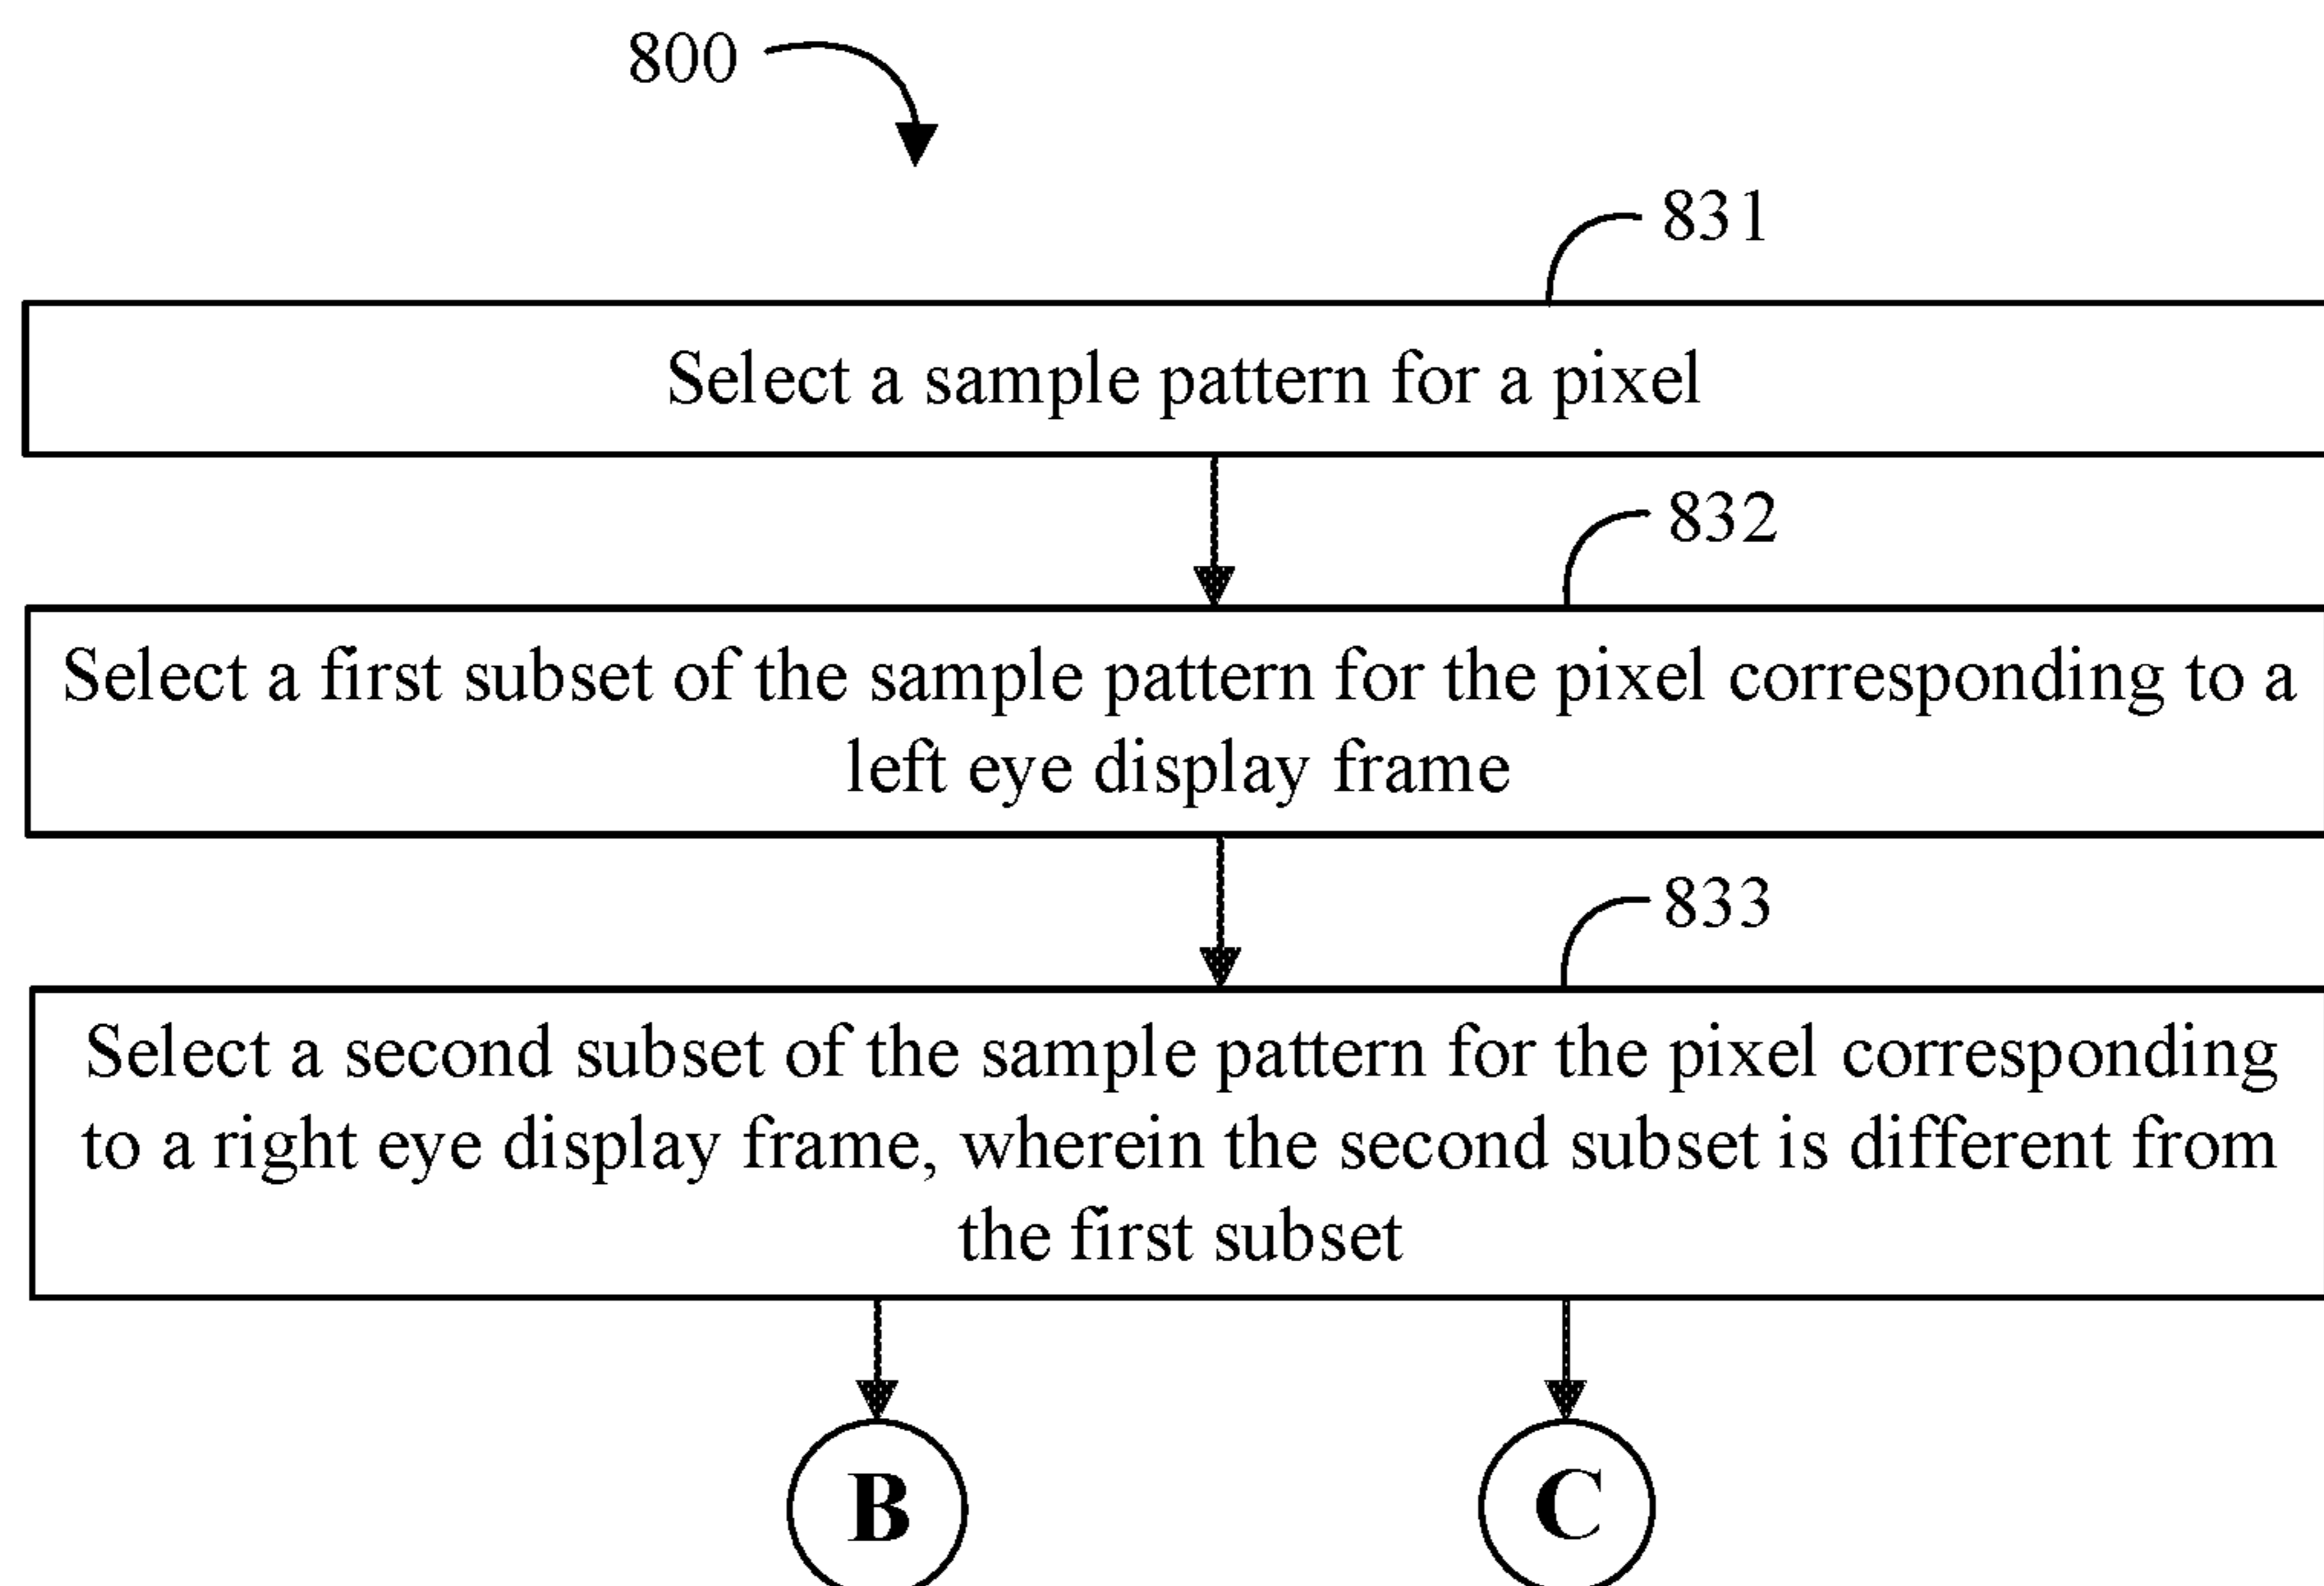 800
831
Select a sample pattern for a pixel
832
Select a first subset of the sample pattern for the pixel corresponding to a
left eye display frame
833
Select a second subset of the sample pattern for the pixel corresponding
to a right eye display frame, wherein the second subset is different from
the first subset
B
C